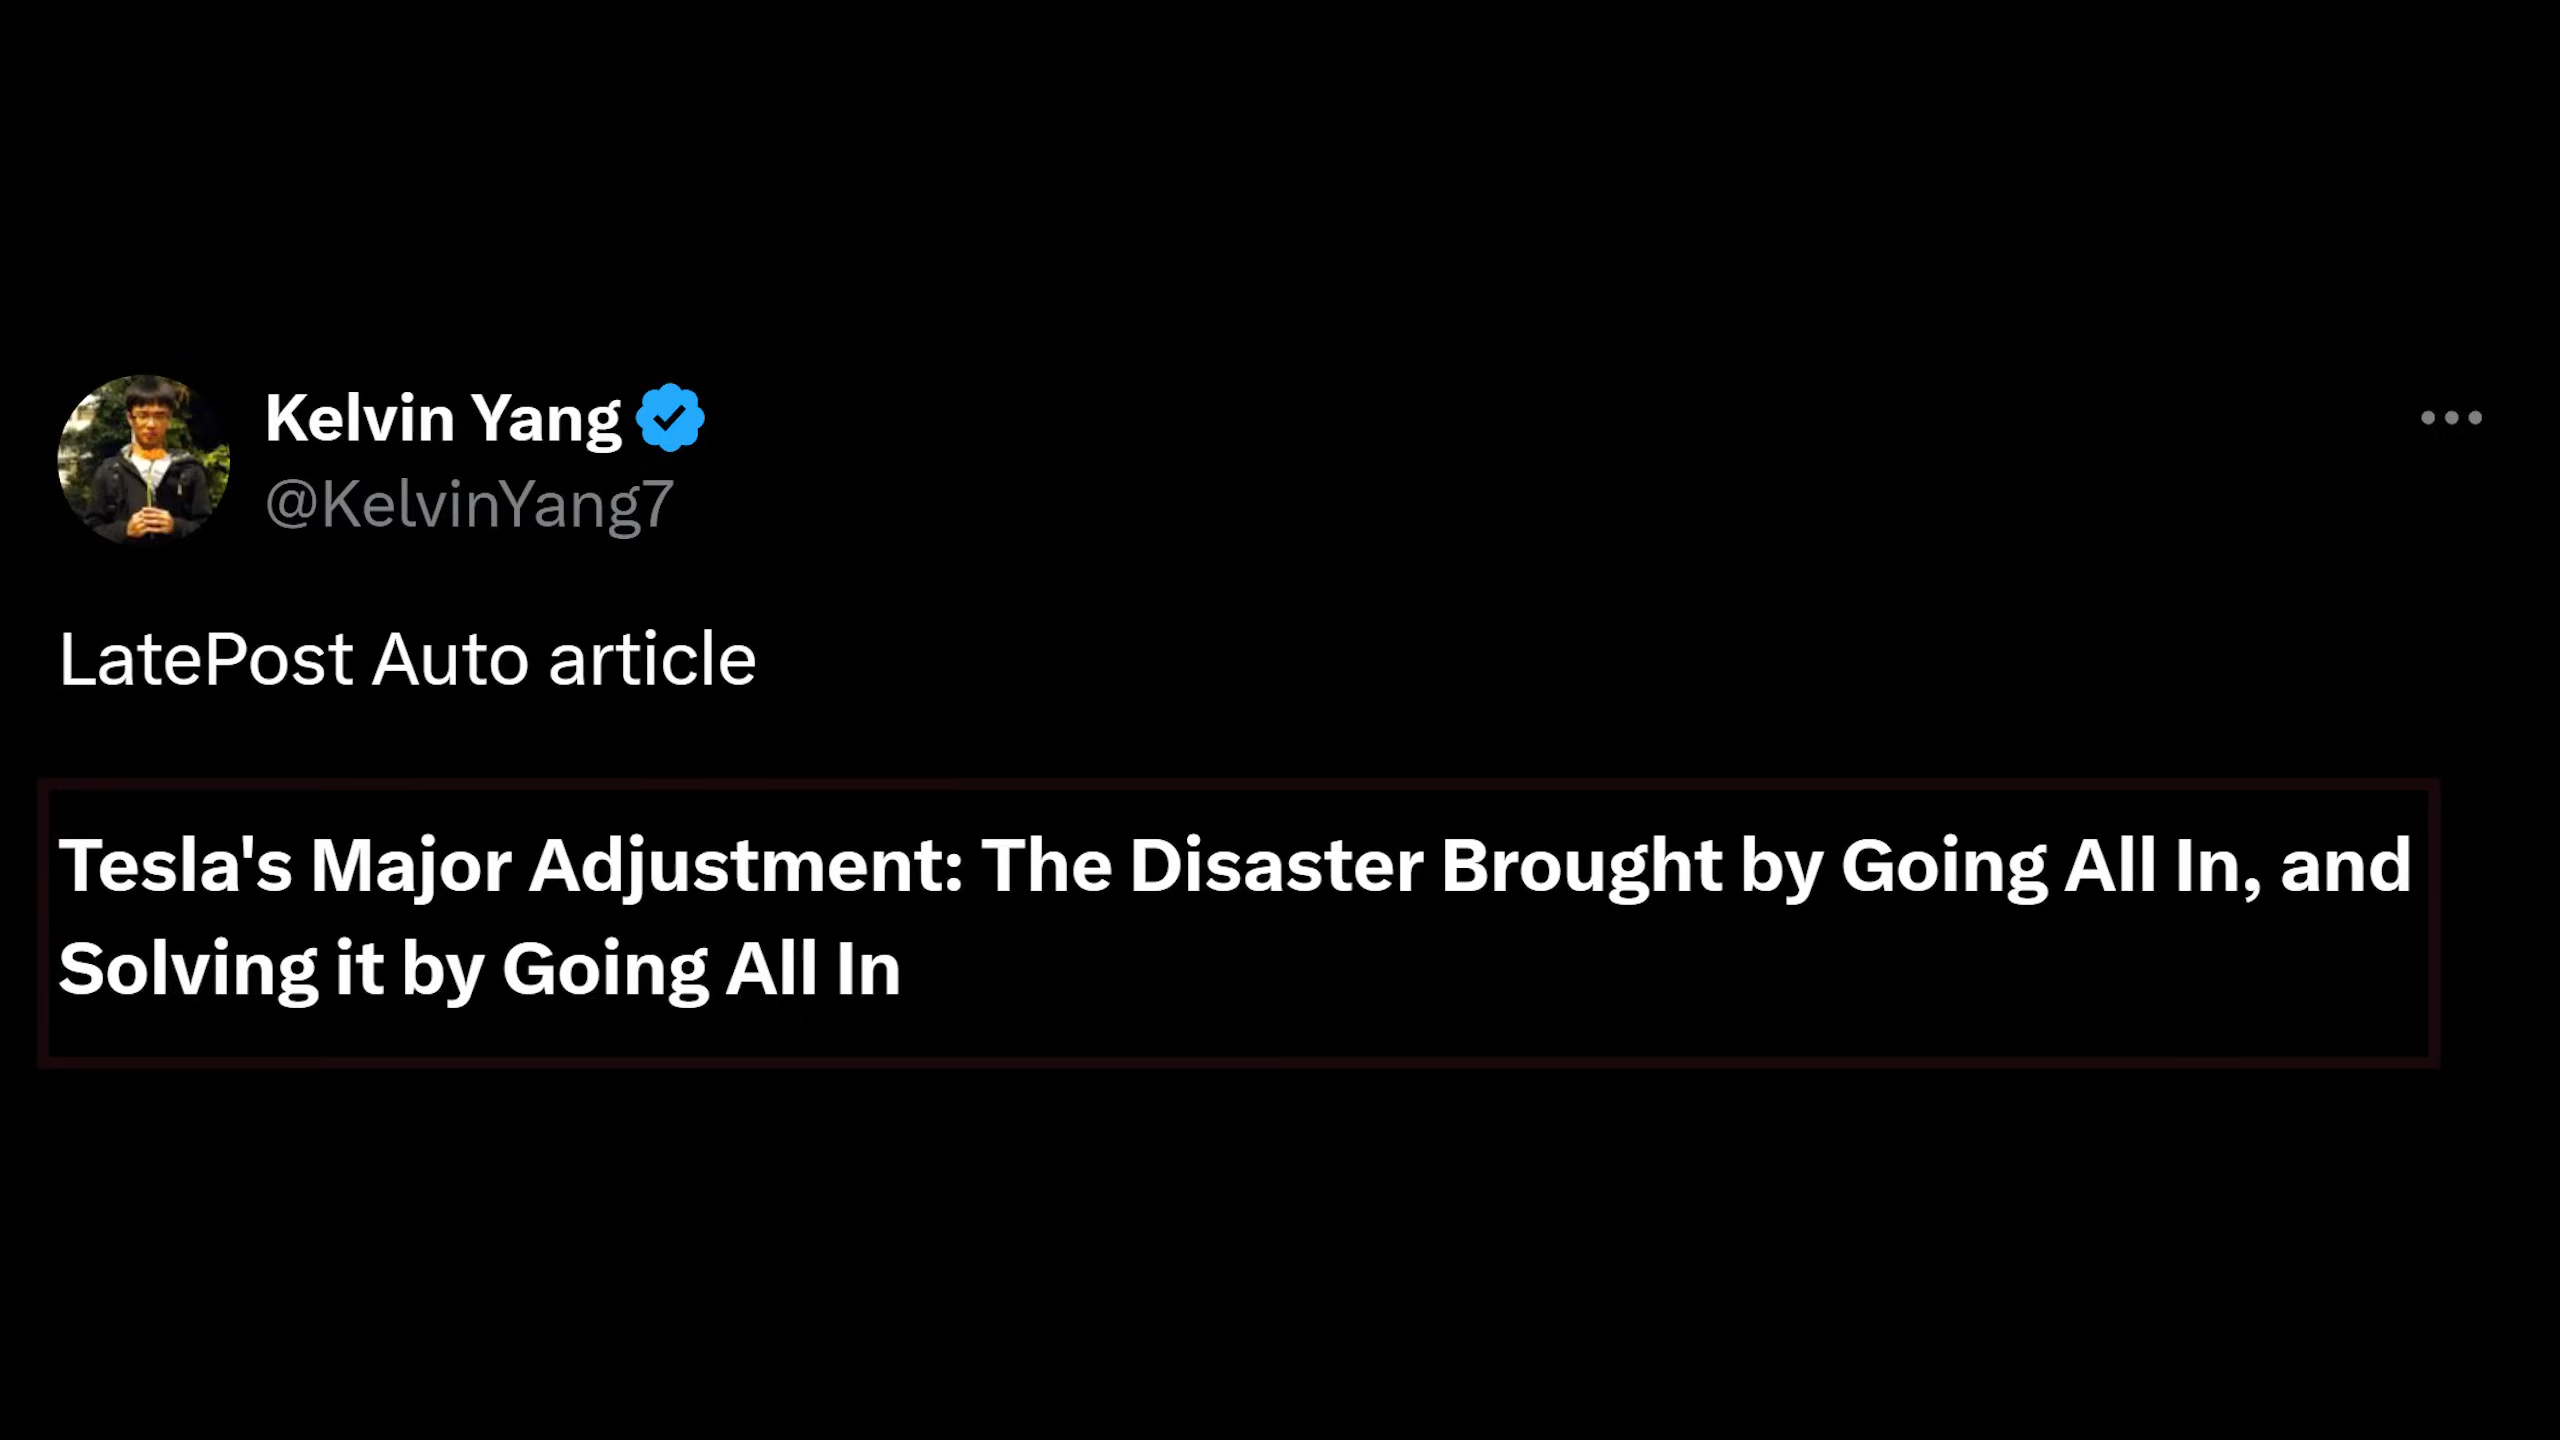 Kelvin Yang
@KelvinYang7
LatePost Auto article
Tesla's Major Adjustment: The Disaster Brought by Going All In, and
Solving it by Going All In